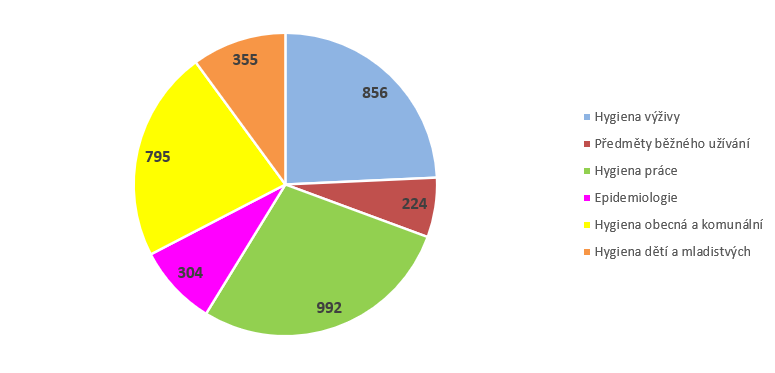 355
856
795
224
304
992
Hygiena výživy
Předměty běžného užívání
Hygiena práce
Epidemiologie
Hygiena obecná a komunální
Hygiena dětí a mladistvých